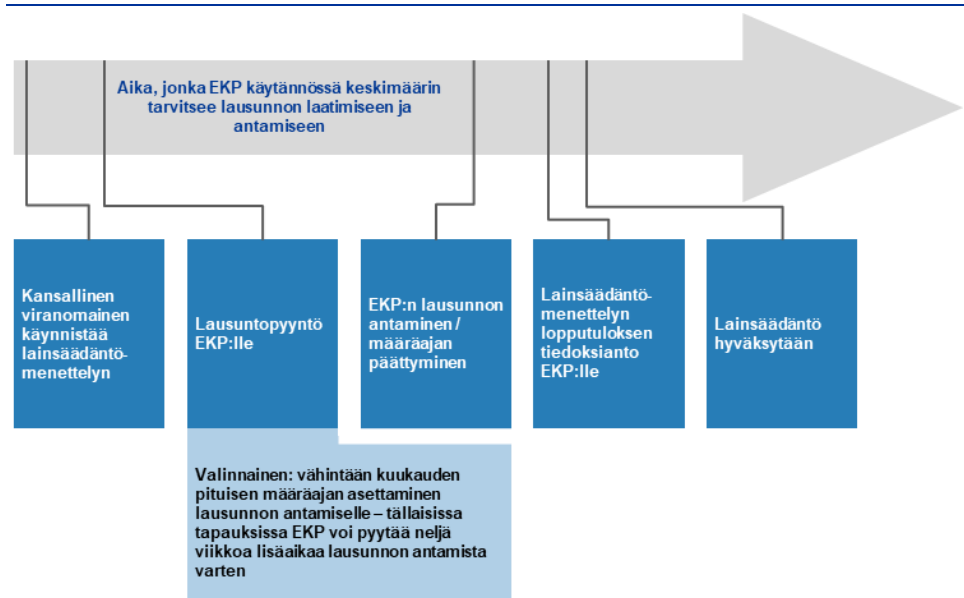 Aika, jonka EKP käytännössä keskimäärin
tarvitsee lausunnon laatimiseen ja
antamiseen
Kansallinen
viranomainen
käynnistää
lainsäädäntö-
menettelyn
Lausuntopyyntö
EKP:lle
EKP:n lausunnon
antaminen /
määräajan
päättyminen
Lainsäädäntö-
menettelyn
lopputuloksen
tiedoksianto
EKP:lle
Lainsäädäntö
hyväksytään
Valinnainen: vähintään kuukauden
pituisen määräajan asettaminen
lausunnon antamiselle – tällaisissa
tapauksissa EKP voi pyytää neljä
viikkoa lisäaikaa lausunnon antamista
varten